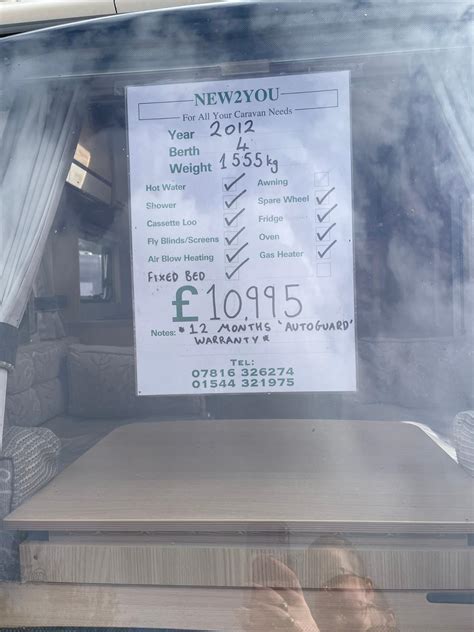 NEW2YOU
For All Your Caravan Needs
Year 2012
Berth 4
Weight 1555kg
Hot Water ✓ Awning
Shower ✓ Spare Wheel ✓
Cassette Loo ✓ Fridge ✓
Fly Blinds/Screens ✓ Oven ✓
Air Blow Heating ✓ Gas Heater
FIXED BED ✓
£10,995
Notes: * 12 MONTHS 'AUTOGUARD'
WARRANTY *
TEL:
07816 326274
01544 321975